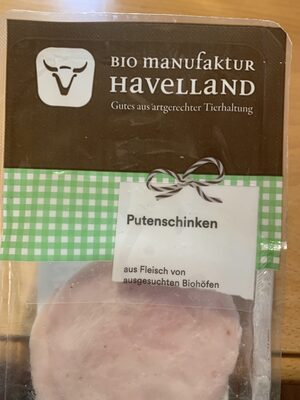 BIO MANUFAKTUR
HAVELLAND
Gutes aus artgerechter Tierhaltung
Putenschinken
aus Fleisch von
ausgesuchten Biohöfen